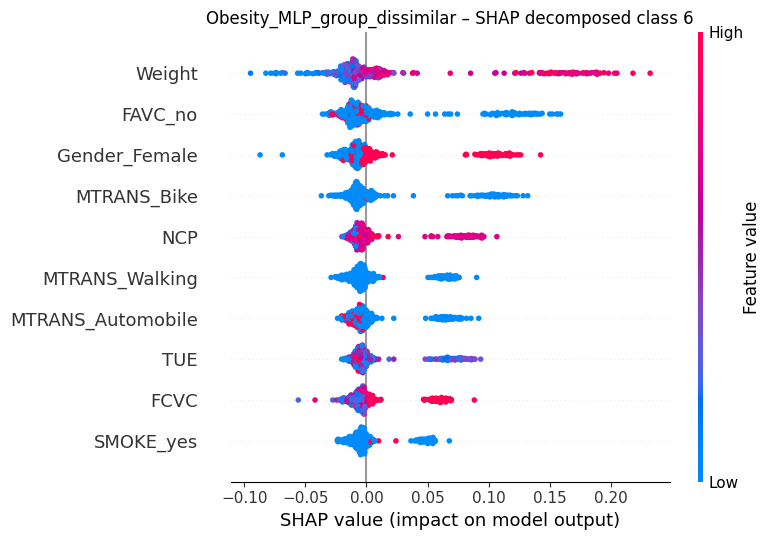 Obesity_MLP_group_dissimilar – SHAP decomposed class 6
High
Weight
FAVC_no
Gender_Female
MTRANS_Bike
NCP
MTRANS_Walking
MTRANS_Automobile
TUE
FCVC
SMOKE_yes
Feature value
Low
−0.10 −0.05 0.00 0.05 0.10 0.15 0.20
SHAP value (impact on model output)